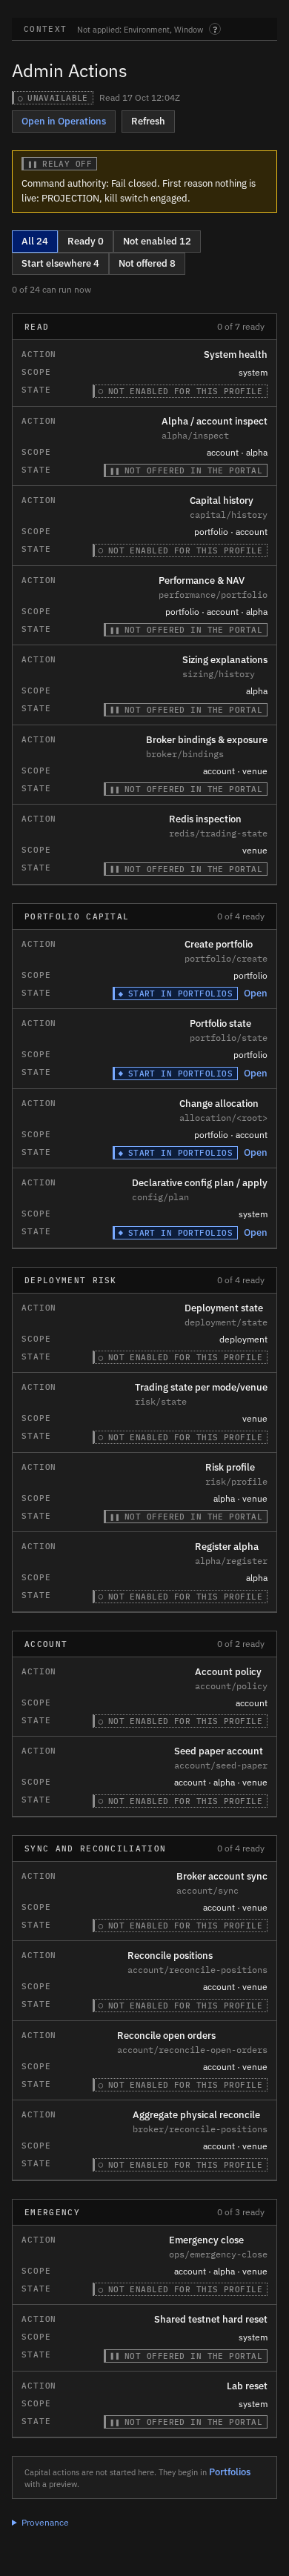 CONTEXT Not applied: Environment, Window ?
Admin Actions
○ UNAVAILABLE Read 17 Oct 12:04Z
Open in Operations Refresh
❚❚ RELAY OFF
Command authority: Fail closed. First reason nothing is
live: PROJECTION, kill switch engaged.
All 24 Ready 0 Not enabled 12
Start elsewhere 4 Not offered 8
0 of 24 can run now
READ 0 of 7 ready
ACTION System health
SCOPE system
STATE ○ NOT ENABLED FOR THIS PROFILE
ACTION Alpha / account inspect
alpha/inspect
SCOPE account · alpha
STATE ❚❚ NOT OFFERED IN THE PORTAL
ACTION Capital history
capital/history
SCOPE portfolio · account
STATE ○ NOT ENABLED FOR THIS PROFILE
ACTION Performance & NAV
performance/portfolio
SCOPE portfolio · account · alpha
STATE ❚❚ NOT OFFERED IN THE PORTAL
ACTION Sizing explanations
sizing/history
SCOPE alpha
STATE ❚❚ NOT OFFERED IN THE PORTAL
ACTION Broker bindings & exposure
broker/bindings
SCOPE account · venue
STATE ❚❚ NOT OFFERED IN THE PORTAL
ACTION Redis inspection
redis/trading-state
SCOPE venue
STATE ❚❚ NOT OFFERED IN THE PORTAL
PORTFOLIO CAPITAL 0 of 4 ready
ACTION Create portfolio
portfolio/create
SCOPE portfolio
STATE ◆ START IN PORTFOLIOS Open
ACTION Portfolio state
portfolio/state
SCOPE portfolio
STATE ◆ START IN PORTFOLIOS Open
ACTION Change allocation
allocation/<root>
SCOPE portfolio · account
STATE ◆ START IN PORTFOLIOS Open
ACTION Declarative config plan / apply
config/plan
SCOPE system
STATE ◆ START IN PORTFOLIOS Open
DEPLOYMENT RISK 0 of 4 ready
ACTION Deployment state
deployment/state
SCOPE deployment
STATE ○ NOT ENABLED FOR THIS PROFILE
ACTION Trading state per mode/venue
risk/state
SCOPE venue
STATE ○ NOT ENABLED FOR THIS PROFILE
ACTION Risk profile
risk/profile
SCOPE alpha · venue
STATE ❚❚ NOT OFFERED IN THE PORTAL
ACTION Register alpha
alpha/register
SCOPE alpha
STATE ○ NOT ENABLED FOR THIS PROFILE
ACCOUNT 0 of 2 ready
ACTION Account policy
account/policy
SCOPE account
STATE ○ NOT ENABLED FOR THIS PROFILE
ACTION Seed paper account
account/seed-paper
SCOPE account · alpha · venue
STATE ○ NOT ENABLED FOR THIS PROFILE
SYNC AND RECONCILIATION 0 of 4 ready
ACTION Broker account sync
account/sync
SCOPE account · venue
STATE ○ NOT ENABLED FOR THIS PROFILE
ACTION Reconcile positions
account/reconcile-positions
SCOPE account · venue
STATE ○ NOT ENABLED FOR THIS PROFILE
ACTION Reconcile open orders
account/reconcile-open-orders
SCOPE account · venue
STATE ○ NOT ENABLED FOR THIS PROFILE
ACTION Aggregate physical reconcile
broker/reconcile-positions
SCOPE account · venue
STATE ○ NOT ENABLED FOR THIS PROFILE
EMERGENCY 0 of 3 ready
ACTION Emergency close
ops/emergency-close
SCOPE account · alpha · venue
STATE ○ NOT ENABLED FOR THIS PROFILE
ACTION Shared testnet hard reset
SCOPE system
STATE ❚❚ NOT OFFERED IN THE PORTAL
ACTION Lab reset
SCOPE system
STATE ❚❚ NOT OFFERED IN THE PORTAL
Capital actions are not started here. They begin in Portfolios
with a preview.
▶ Provenance